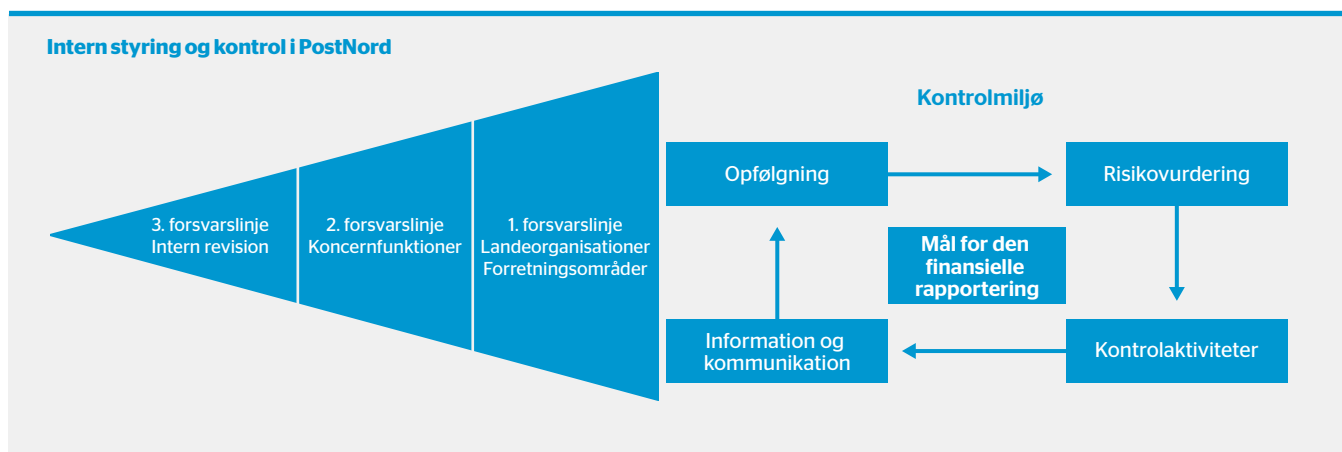 Intern styring og kontrol i PostNord
3. forsvarslinje
Intern revision
2. forsvarslinje
Koncernfunktioner
1. forsvarslinje
Landeorganisationer
Forretningsområder
Kontrolmiljø
Opfølgning
Risikovurdering
Mål for den
finansielle
rapportering
Information og
kommunikation
Kontrolaktiviteter